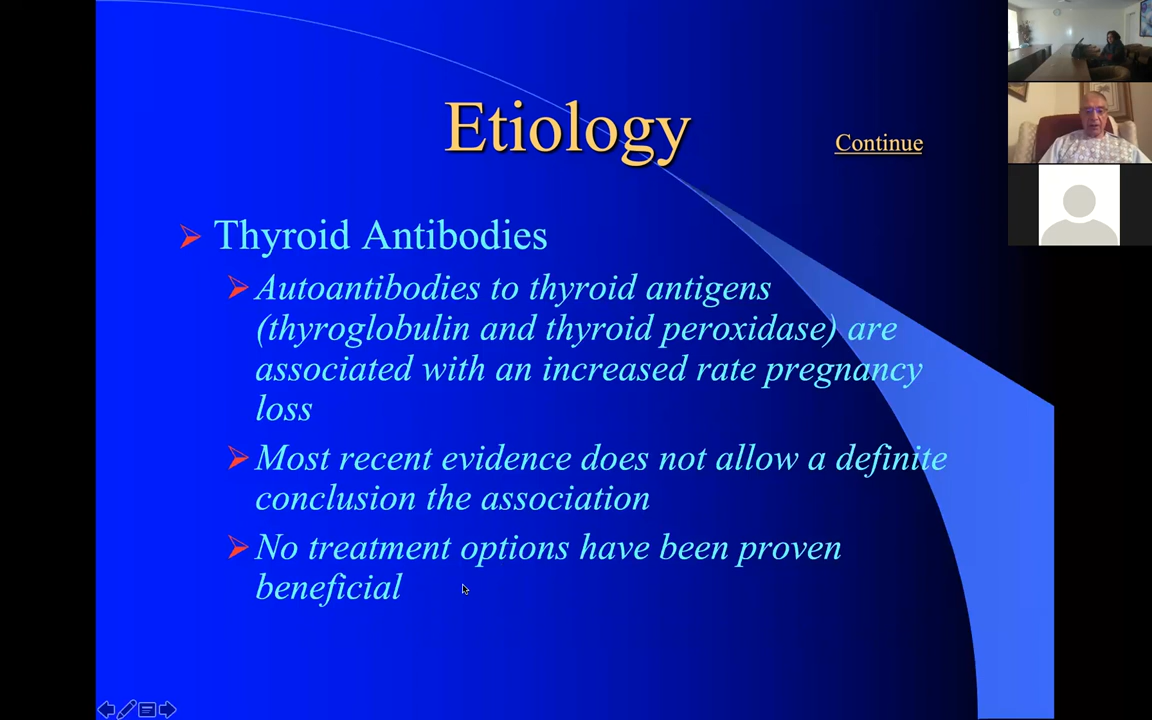 Etiology
Continue
Thyroid Antibodies
Autoantibodies to thyroid antigens
(thyroglobulin and thyroid peroxidase) are
associated with an increased rate pregnancy
loss
Most recent evidence does not allow a definite
conclusion the association
No treatment options have been proven
beneficial